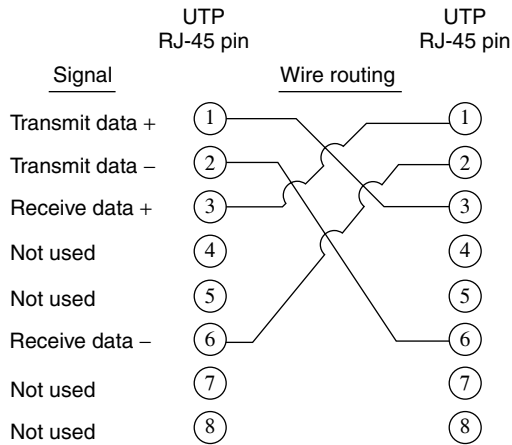 UTP UTP
RJ-45 pin RJ-45 pin
Signal Wire routing
Transmit data + 1 1
Transmit data − 2 2
Receive data + 3 3
Not used 4 4
Not used 5 5
Receive data − 6 6
Not used 7 7
Not used 8 8